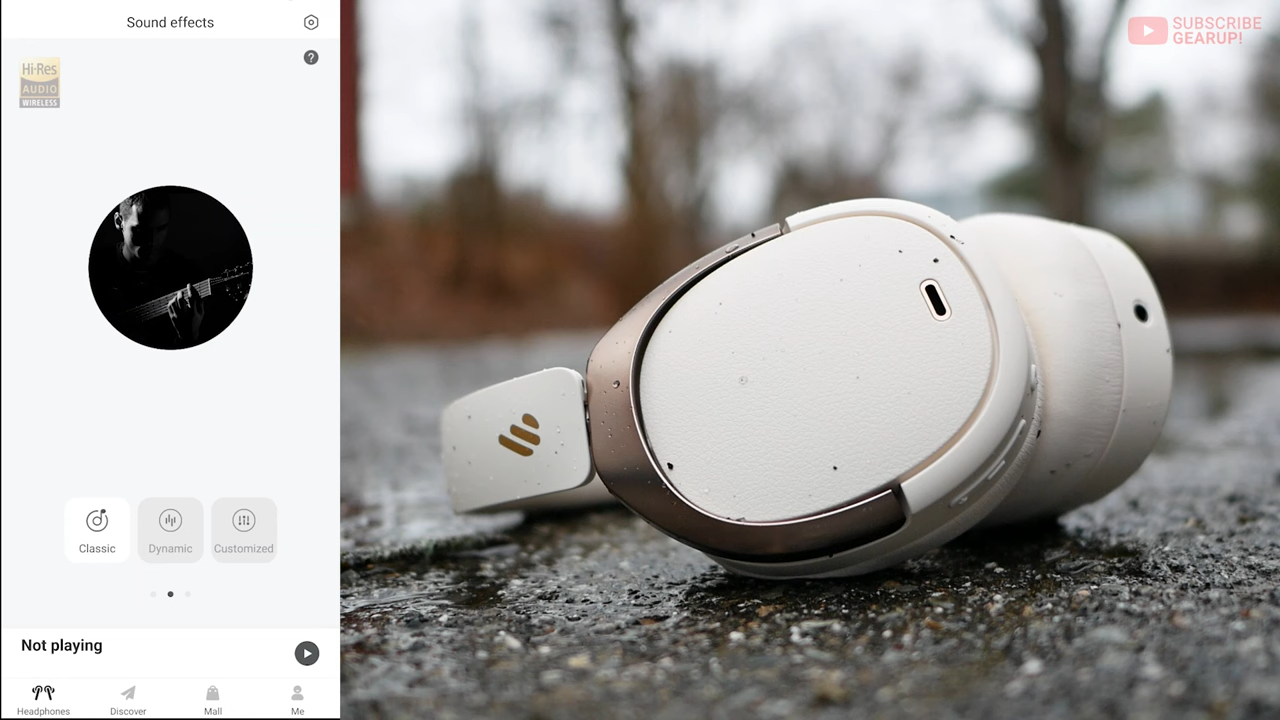 Sound effects
?
Hi-Res
AUDIO
WIRELESS
Classic
Dynamic
Customized
Not playing
Headphones
Discover
Mall
Me
SUBSCRIBE
GEARUP!